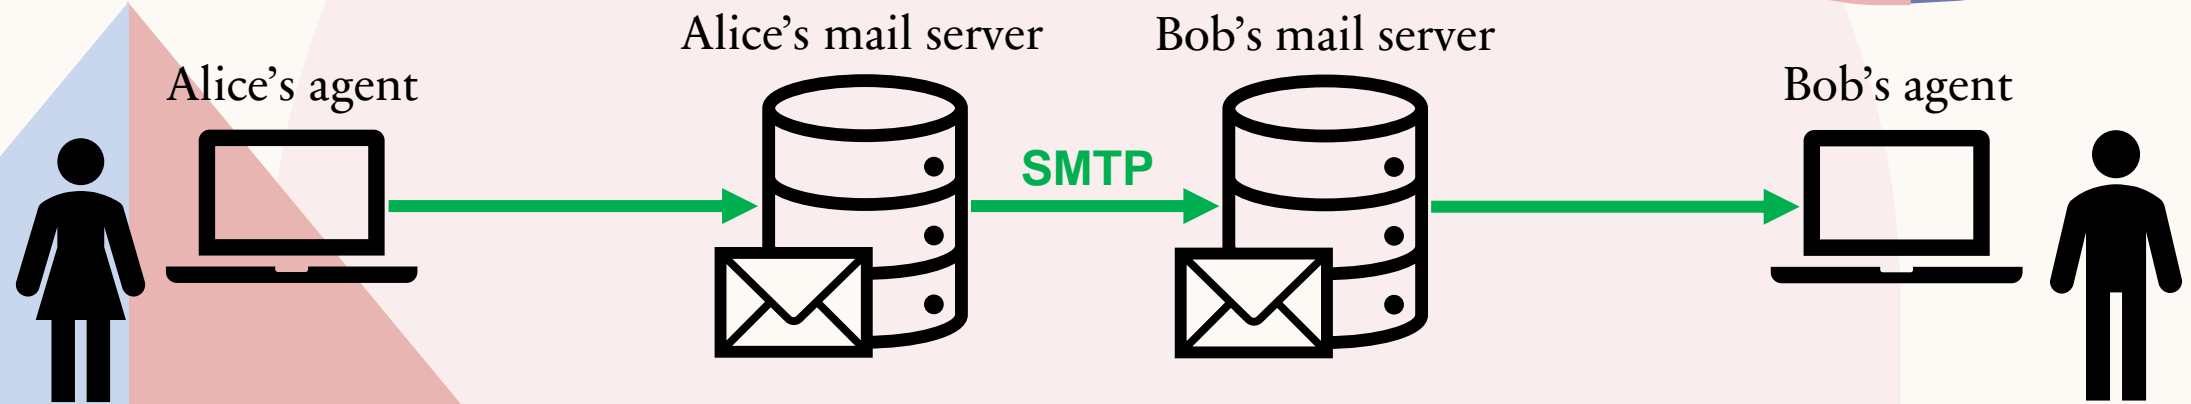 Alice's mail server
Bob's mail server
Alice's agent
Bob's agent
SMTP